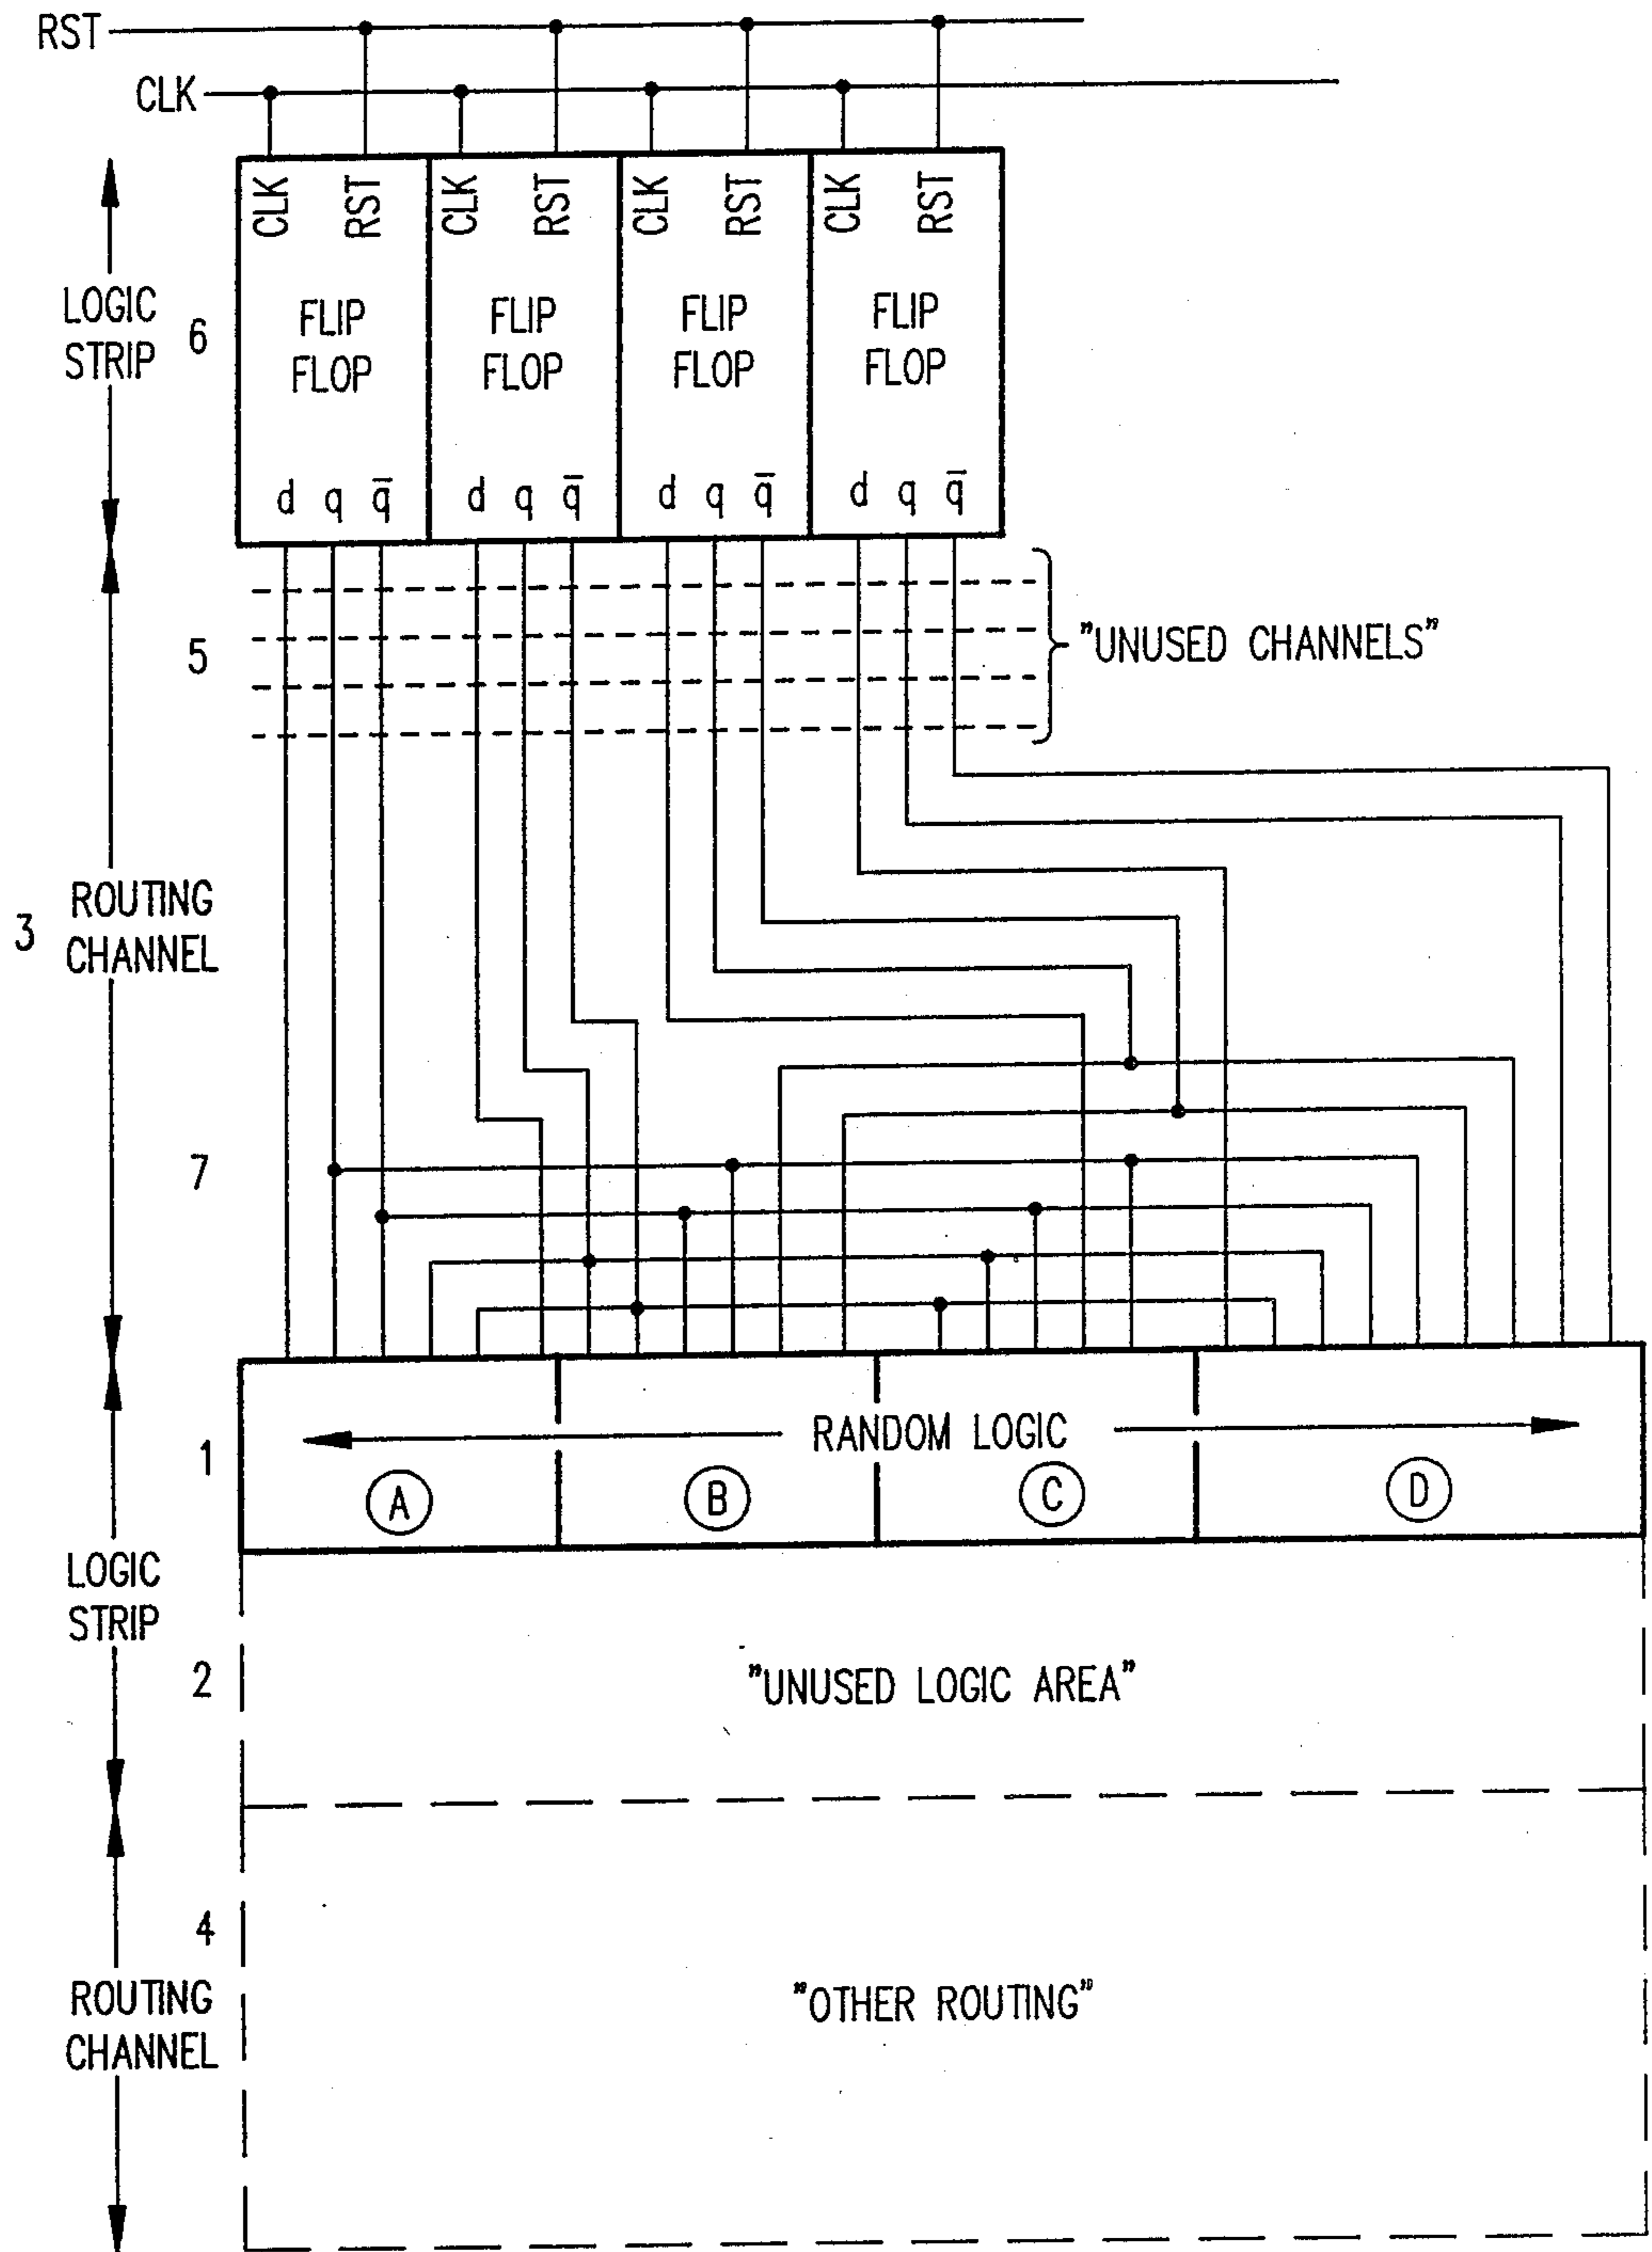 RST
CLK
CLK RST CLK RST CLK RST CLK RST
LOGIC
STRIP
6
FLIP FLIP FLIP FLIP
FLOP FLOP FLOP FLOP
d q q̄ d q q̄ d q q̄ d q q̄
5
"UNUSED CHANNELS"
3
ROUTING
CHANNEL
7
1
RANDOM LOGIC
A B C D
LOGIC
STRIP
2
"UNUSED LOGIC AREA"
4
ROUTING
CHANNEL
"OTHER ROUTING"